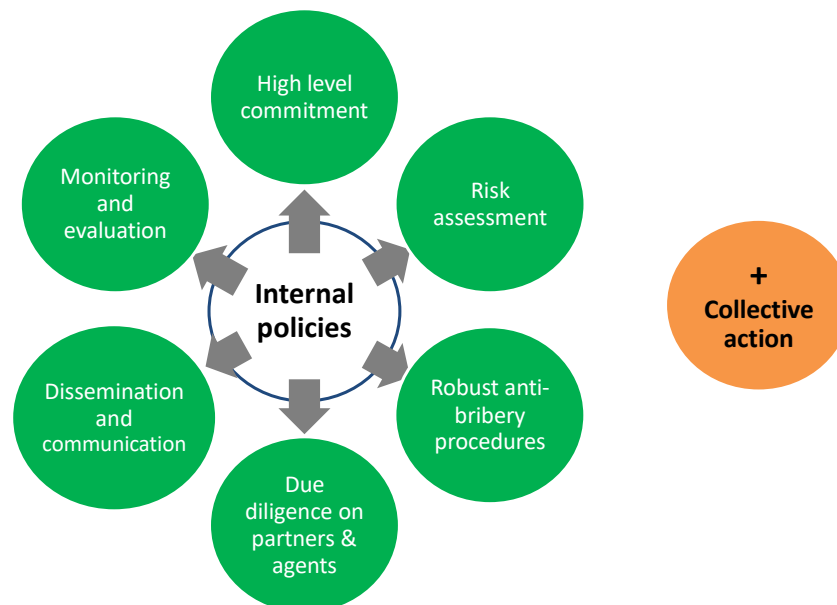 High level
commitment
Risk
assessment
Robust anti-
bribery
procedures
Due
diligence on
partners &
agents
Dissemination
and
communication
Monitoring
and
evaluation
Internal
policies
+
Collective
action